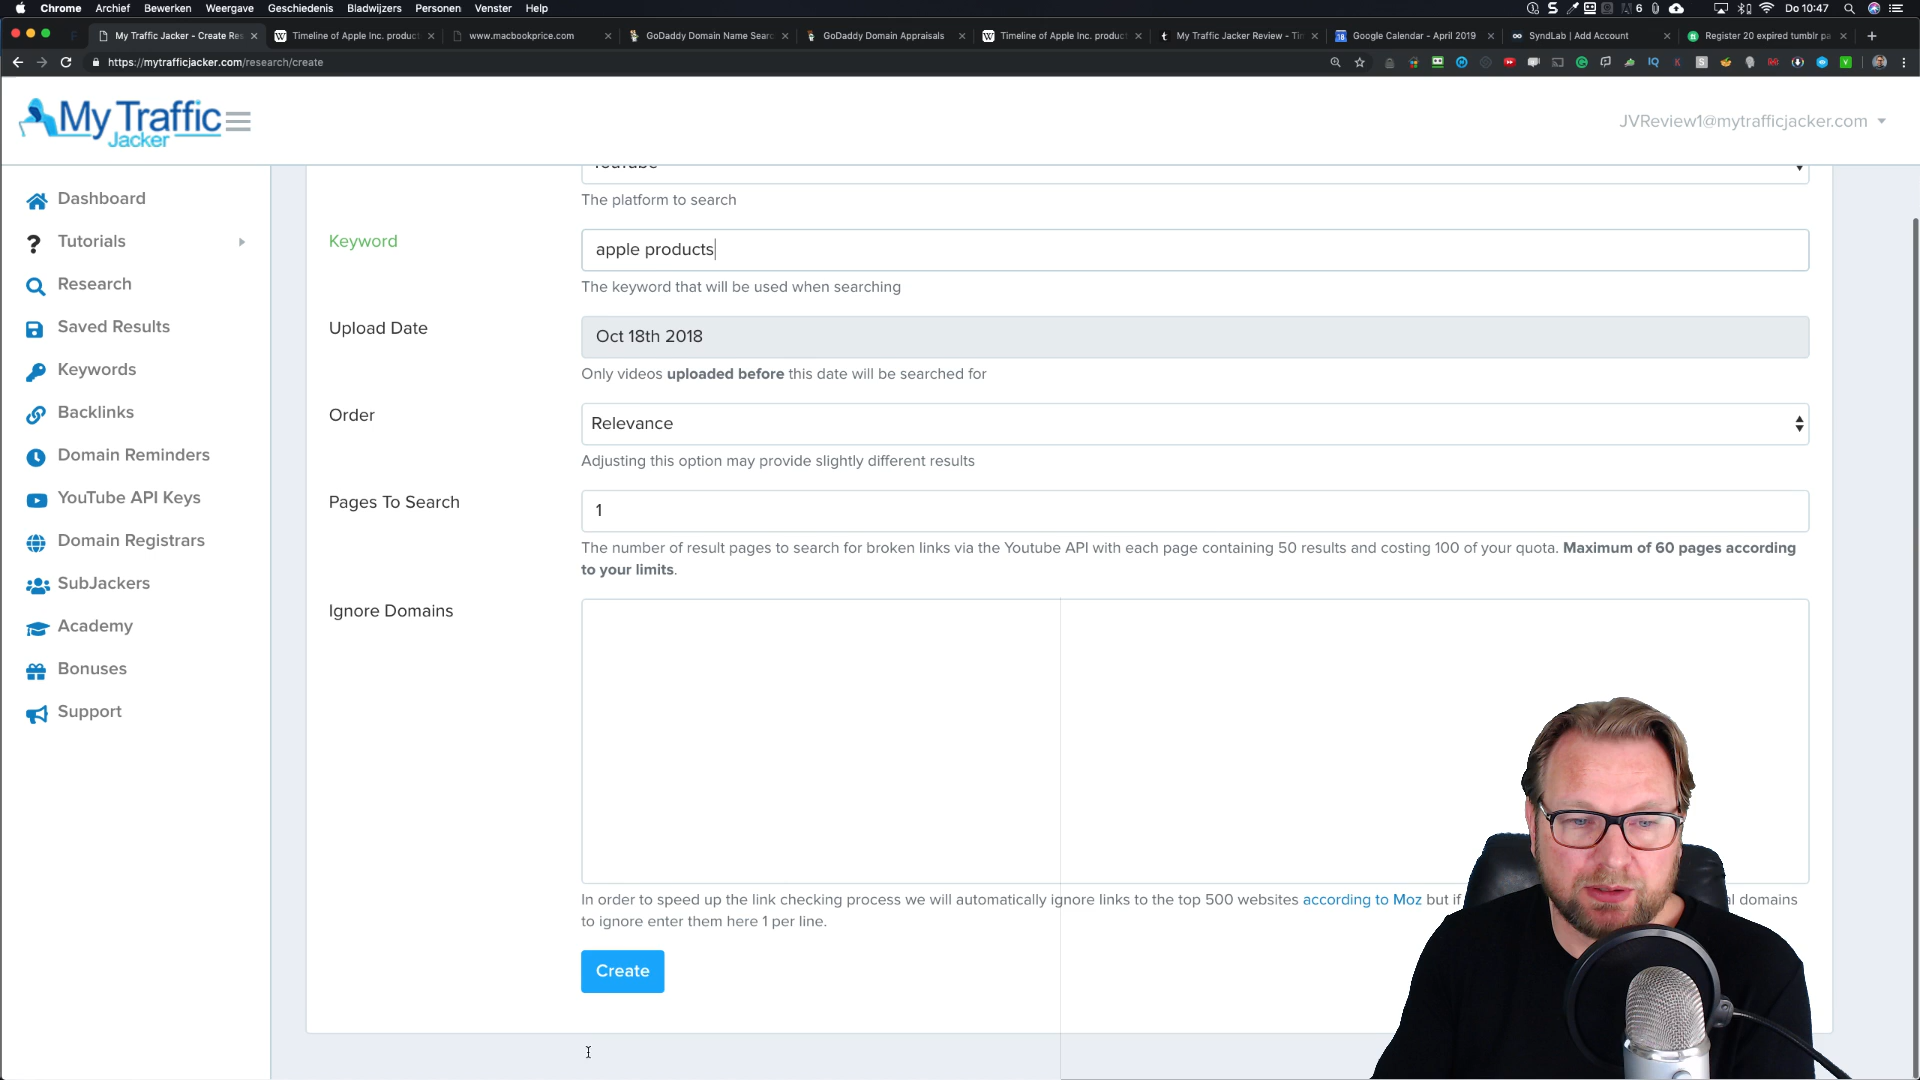 Chrome Archief Bewerken Weergave Geschiedenis Bladwijzers Personen Venster Help
6 Do 10:47
My Traffic Jacker - Create Res
Timeline of Apple Inc. product
www.macbookprice.com
GoDaddy Domain Name Sear
GoDaddy Domain Appraisals
Timeline of Apple Inc. product
My Traffic Jacker Review - Tir
Google Calendar - April 2019
SyndLab | Add Account
Register 20 expired tumblr pa
https://mytrafficjacker.com/research/create
My Traffic
Jacker
JVReview1@mytrafficjacker.com
Dashboard
Tutorials
Research
Saved Results
Keywords
Backlinks
Domain Reminders
YouTube API Keys
Domain Registrars
SubJackers
Academy
Bonuses
Support
The platform to search
Keyword
apple products
The keyword that will be used when searching
Upload Date
Oct 18th 2018
Only videos uploaded before this date will be searched for
Order
Relevance
Adjusting this option may provide slightly different results
Pages To Search
1
The number of result pages to search for broken links via the Youtube API with each page containing 50 results and costing 100 of your quota. Maximum of 60 pages according
to your limits.
Ignore Domains
In order to speed up the link checking process we will automatically ignore links to the top 500 websites according to Moz but if domains
to ignore enter them here 1 per line.
Create